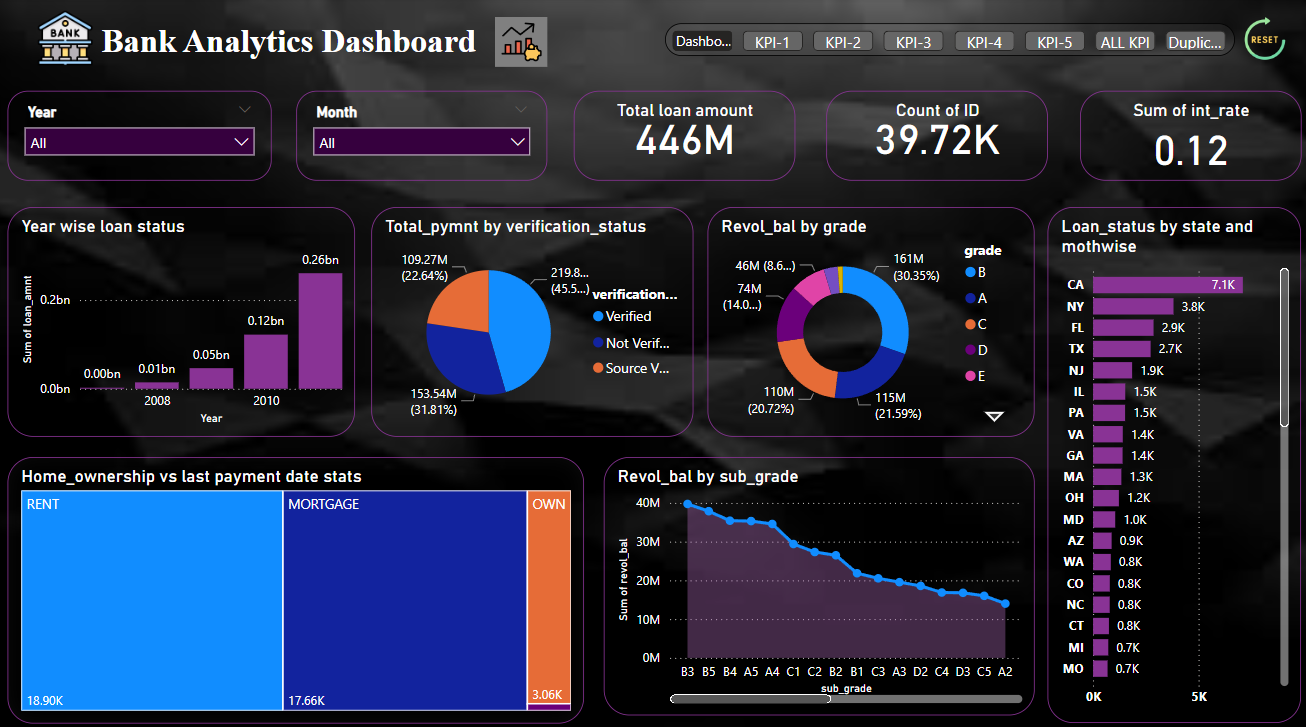 BANK
Bank Analytics Dashboard
Dashbo...
KPI-1
KPI-2
KPI-3
KPI-4
KPI-5
ALL KPI
Duplic...
RESET
Year
All
Month
All
Total loan amount
446M
Count of ID
39.72K
Sum of int_rate
0.12
Year wise loan status
Sum of loan_amnt
0.2bn
0.0bn
0.00bn
0.01bn
0.05bn
0.12bn
0.26bn
2008
2010
Year
Total_pymnt by verification_status
109.27M
(22.64%)
219.8...
(45.5...)
153.54M
(31.81%)
verification...
Verified
Not Verif...
Source V...
Revol_bal by grade
46M (8.6...)
74M
(14.0...)
110M
(20.72%)
161M
(30.35%)
115M
(21.59%)
grade
B
A
C
D
E
Loan_status by state and
mothwise
CA 7.1K
NY 3.8K
FL 2.9K
TX 2.7K
NJ 1.9K
IL 1.5K
PA 1.5K
VA 1.4K
GA 1.4K
MA 1.3K
OH 1.2K
MD 1.0K
AZ 0.9K
WA 0.8K
CO 0.8K
NC 0.8K
CT 0.8K
MI 0.7K
MO 0.7K
0K 5K
Home_ownership vs last payment date stats
RENT
18.90K
MORTGAGE
17.66K
OWN
3.06K
Revol_bal by sub_grade
Sum of revol_bal
40M
30M
20M
10M
0M
B3 B5 B4 A5 A4 C1 C2 B2 B1 C3 A3 D2 C4 D3 C5 A2
sub_grade